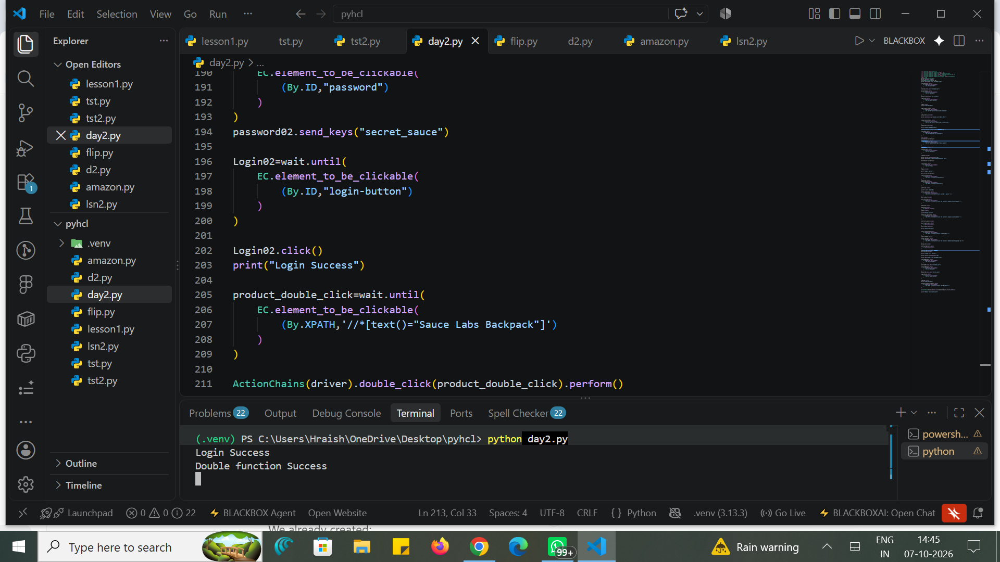 File Edit Selection View Go Run ...
pyhcl
Explorer
Open Editors
lesson1.py
tst.py
tst2.py
day2.py
flip.py
d2.py
amazon.py
lsn2.py
pyhcl
.venv
amazon.py
d2.py
day2.py
flip.py
lesson1.py
lsn2.py
tst.py
tst2.py
Outline
Timeline
1
lesson1.py tst.py tst2.py day2.py flip.py d2.py amazon.py lsn2.py BLACKBOX
day2.py > ...
190 EC.element_to_be_clickable(
191 (By.ID,"password")
192 )
193 )
194 password02.send_keys("secret_sauce")
195
196 Login02=wait.until(
197 EC.element_to_be_clickable(
198 (By.ID,"login-button")
199 )
200 )
201
202 Login02.click()
203 print("Login Success")
204
205 product_double_click=wait.until(
206 EC.element_to_be_clickable(
207 (By.XPATH,'//*[text()="Sauce Labs Backpack"]')
208 )
209 )
210
211 ActionChains(driver).double_click(product_double_click).perform()
Problems 22 Output Debug Console Terminal Ports Spell Checker 22
(.venv) PS C:\Users\Hraish\OneDrive\Desktop\pyhcl> python day2.py
Login Success
Double function Success
powersh...
python
Launchpad 0 0 22 BLACKBOX Agent Open Website Ln 213, Col 33 Spaces: 4 UTF-8 CRLF {} Python .venv (3.13.3) Go Live BLACKBOXAI: Open Chat
We already created:
Type here to search
99+
Rain warning
ENG
IN
14:45
07-10-2026